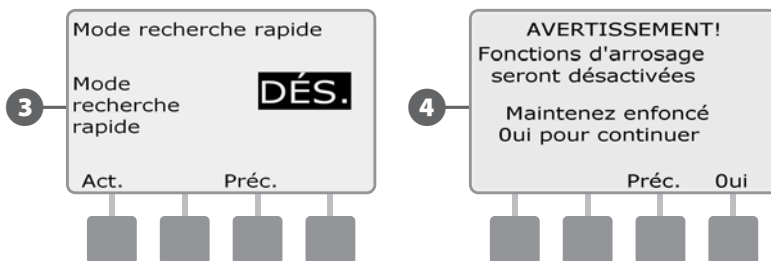 3
Mode recherche rapide
Mode
recherche
rapide
DÉS.
Act.
Préc.
4
AVERTISSEMENT!
Fonctions d'arrosage
seront désactivées
Maintenez enfoncé
0ui pour continuer
Préc.
0ui